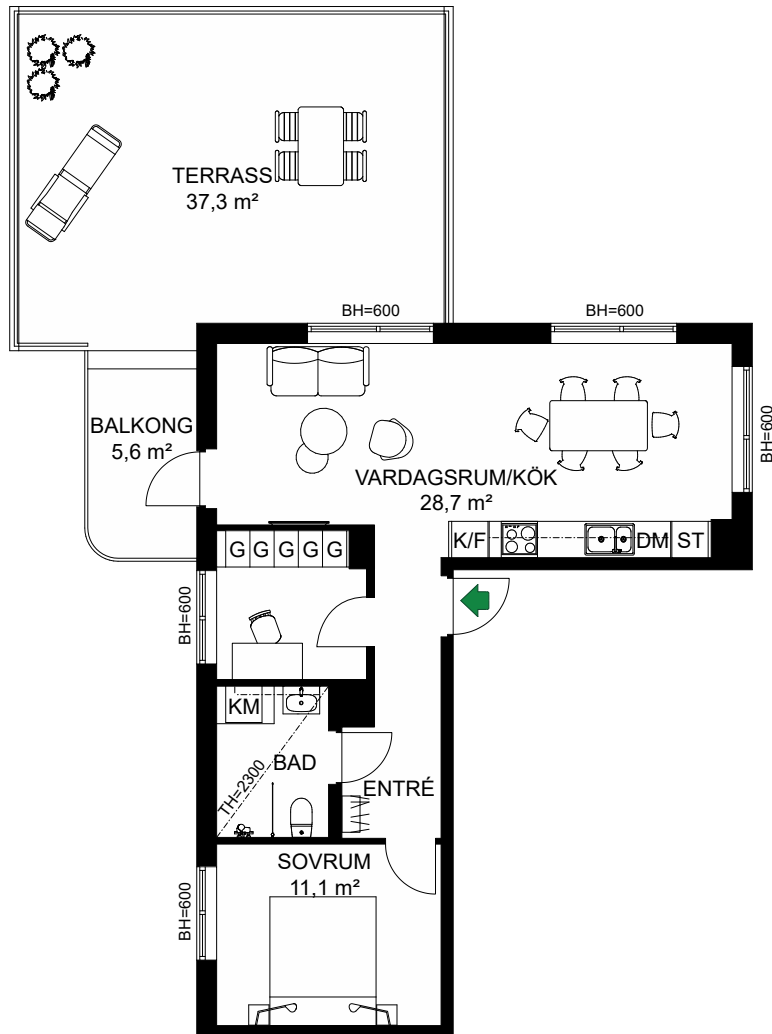 TERRASS
37,3 m²
BH=600
BH=600
BALKONG
5,6 m²
BH=600
VARDAGSRUM/KÖK
28,7 m²
K/F
DM
ST
G G G G G
BH=600
KM
BAD
TH=2300
ENTRÉ
SOVRUM
11,1 m²
BH=600